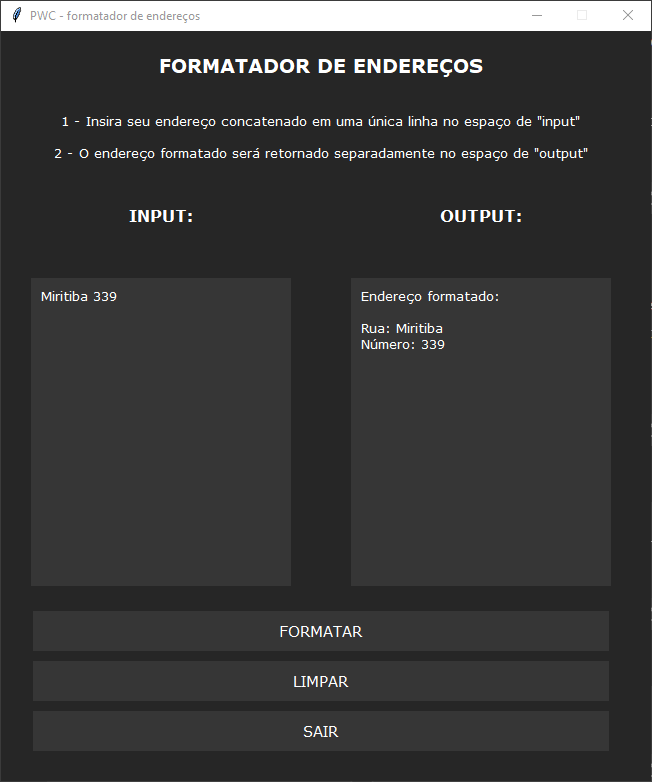 PWC - formatador de endereços
FORMATADOR DE ENDEREÇOS
1 - Insira seu endereço concatenado em uma única linha no espaço de "input"
2 - O endereço formatado será retornado separadamente no espaço de "output"
INPUT:
OUTPUT:
Miritiba 339
Endereço formatado:
Rua: Miritiba
Número: 339
FORMATAR
LIMPAR
SAIR